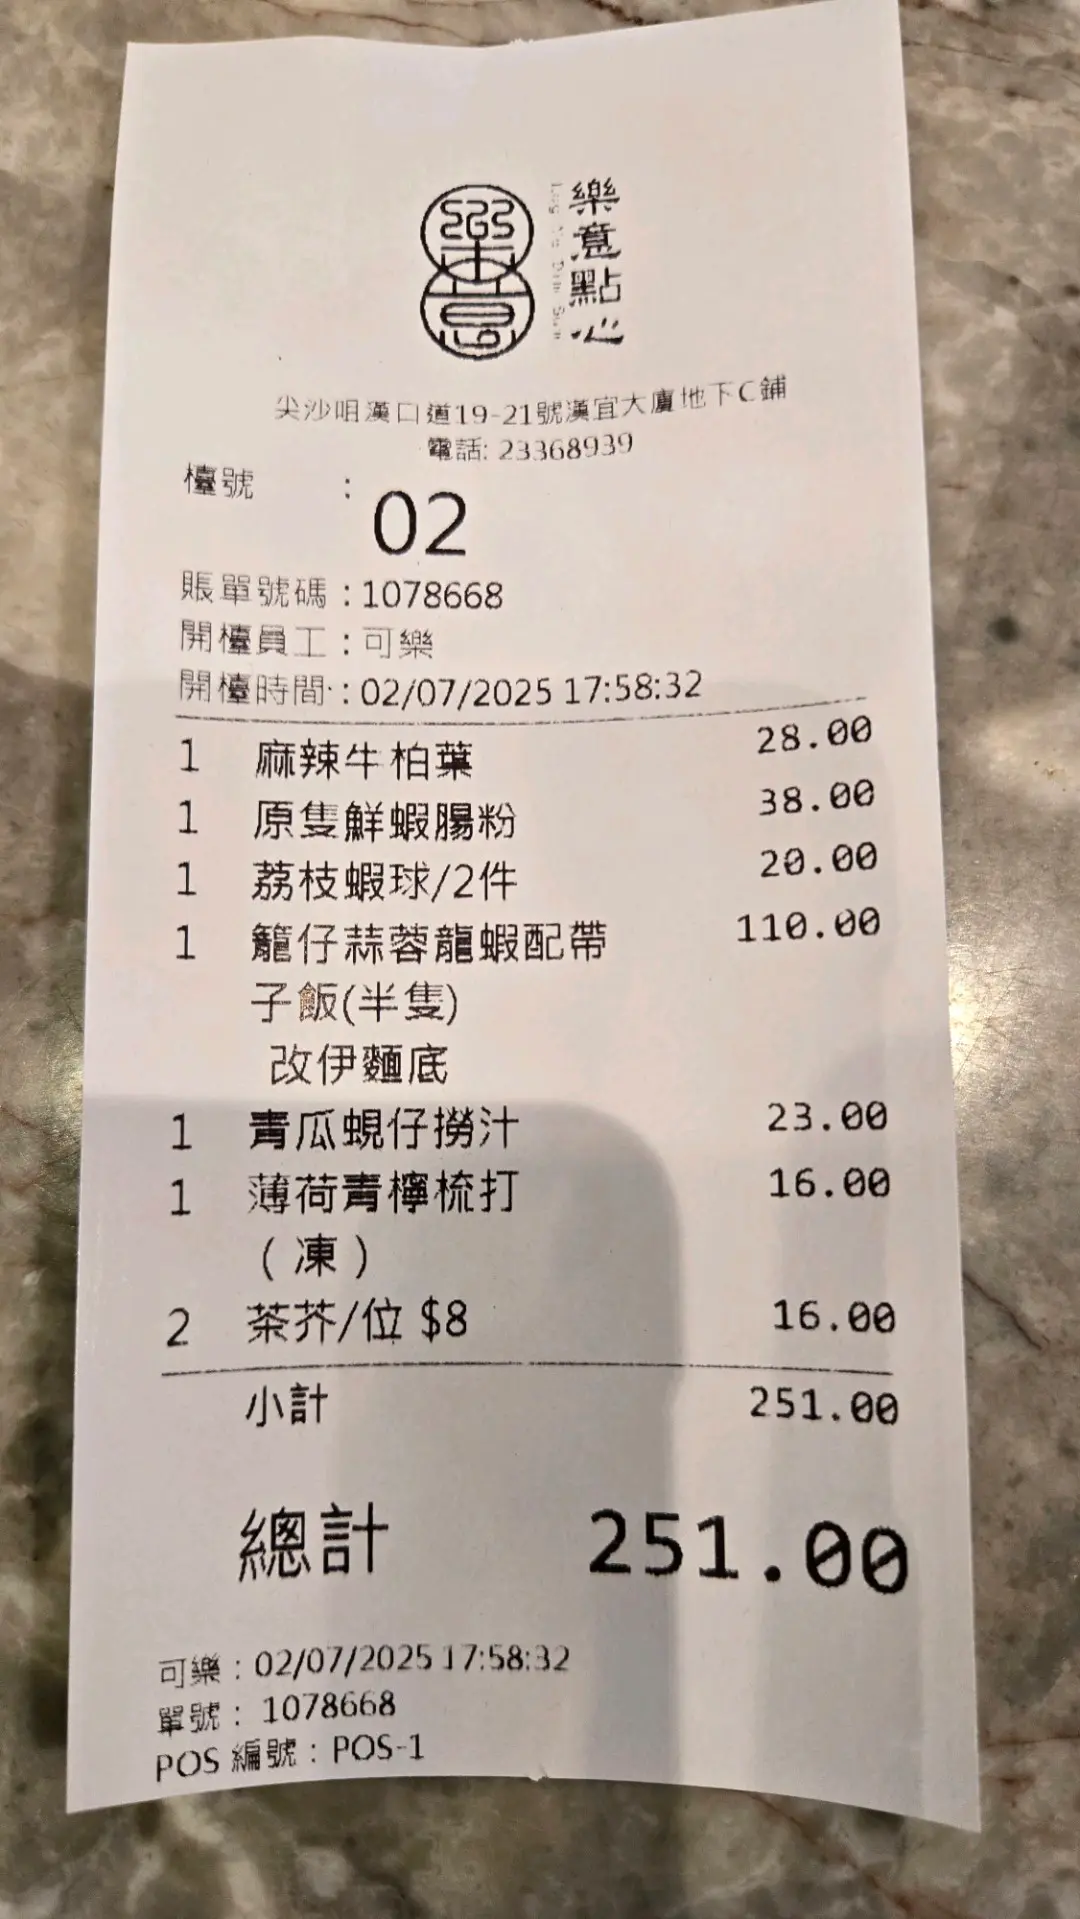 樂意點心
尖沙咀漢口道19-21號漢宜大廈地下C鋪
電話: 23368939
檯號 : 02
賬單號碼 : 1078668
開檯員工 : 可樂
開檯時間 : 02/07/2025 17:58:32
1 麻辣牛柏葉 28.00
1 原隻鮮蝦腸粉 38.00
1 荔枝蝦球/2件 20.00
1 籠仔蒜蓉龍蝦配帶 110.00
子飯(半隻)
改伊麵底
1 青瓜蜆仔撈汁 23.00
1 薄荷青檸梳打 16.00
(凍)
2 茶芥/位 $8 16.00
小計 251.00
總計 251.00
可樂 : 02/07/2025 17:58:32
單號 : 1078668
POS 編號 : POS-1